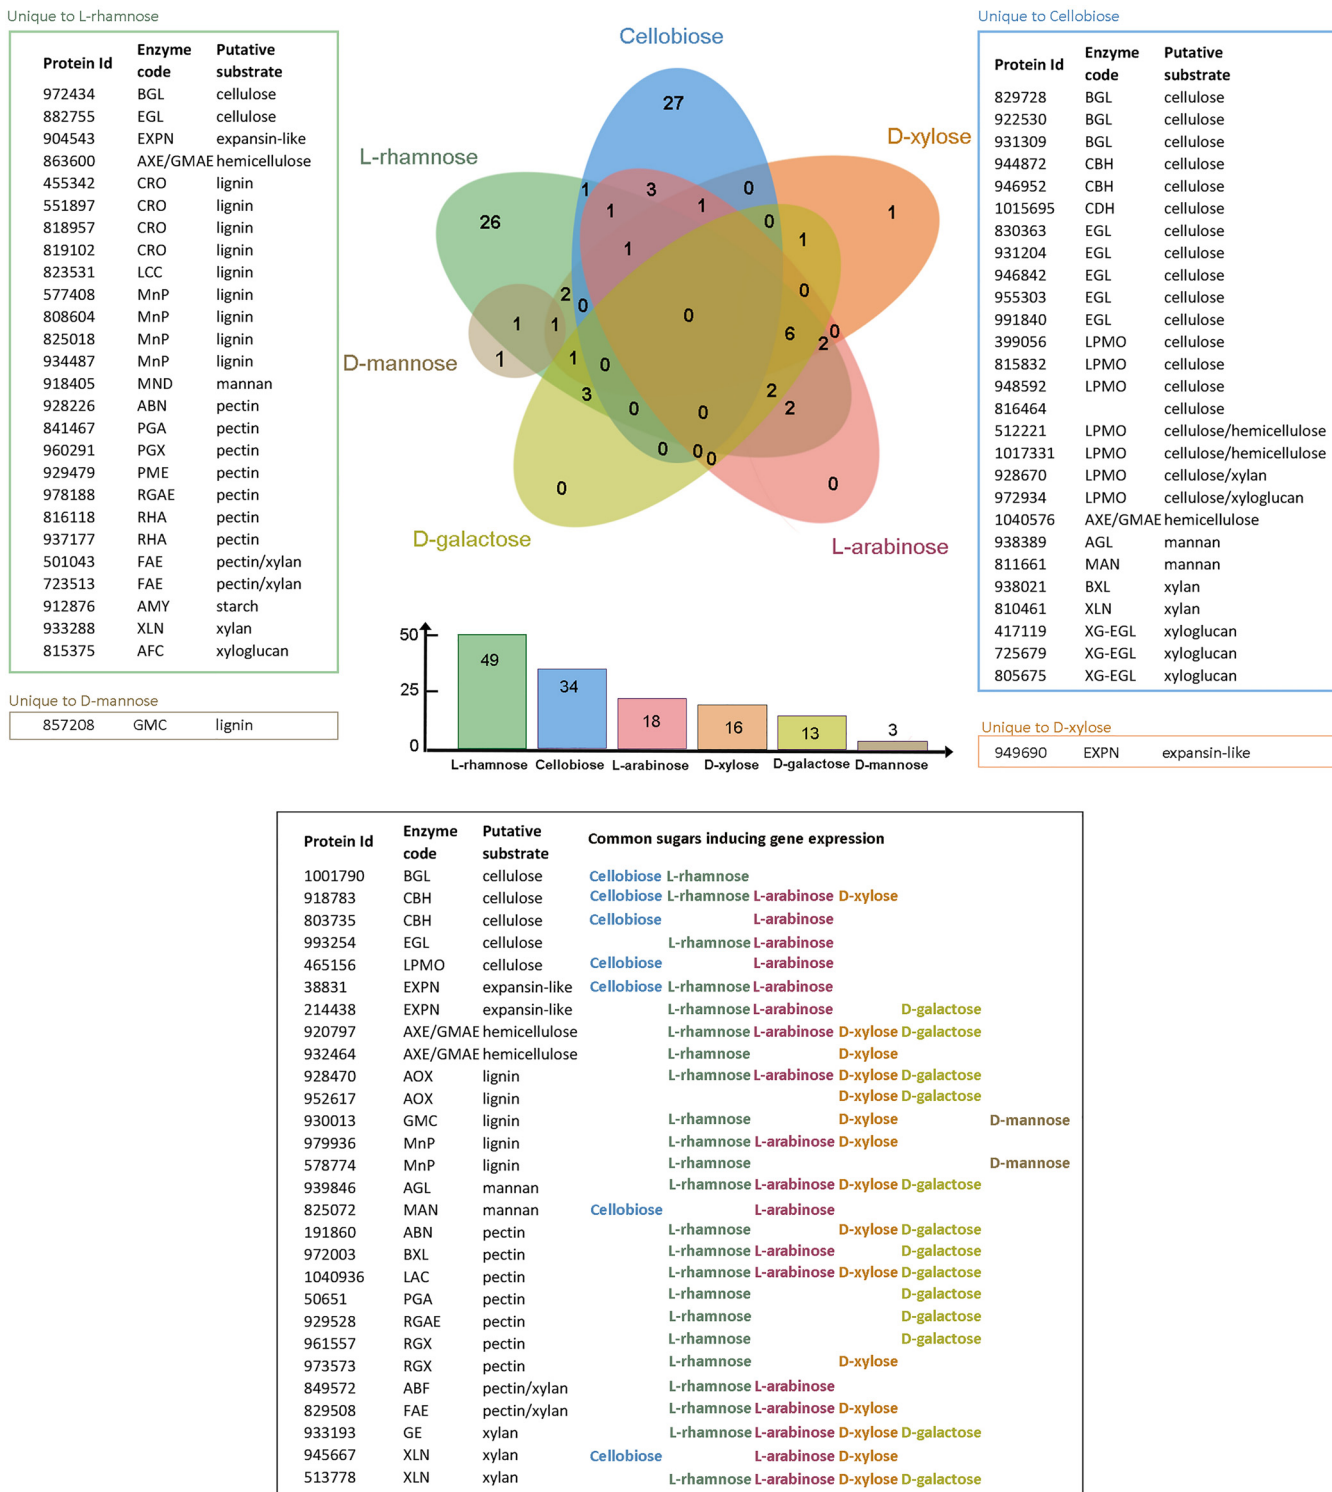 Unique to L-rhamnose
Protein Id Enzyme code Putative substrate
972434 BGL cellulose
882755 EGL cellulose
904543 EXPN expansin-like
863600 AXE/GMAE hemicellulose
455342 CRO lignin
551897 CRO lignin
818957 CRO lignin
819102 CRO lignin
823531 LCC lignin
577408 MnP lignin
808604 MnP lignin
825018 MnP lignin
934487 MnP lignin
918405 MND mannan
928226 ABN pectin
841467 PGA pectin
960291 PGX pectin
929479 PME pectin
978188 RGAE pectin
816118 RHA pectin
937177 RHA pectin
501043 FAE pectin/xylan
723513 FAE pectin/xylan
912876 AMY starch
933288 XLN xylan
815375 AFC xyloglucan
Unique to D-mannose
857208 GMC lignin
Cellobiose
L-rhamnose
D-xylose
D-mannose
D-galactose
L-arabinose
27
26
1 3 0
1 1 0 1
1 1
2 0 0
1 1 0 6 0 2
1 1 0
3 0 0 2 2
0 0 0
0 0
50
25
0
49 34 18 16 13 3
L-rhamnose Cellobiose L-arabinose D-xylose D-galactose D-mannose
Unique to Cellobiose
Protein Id Enzyme code Putative substrate
829728 BGL cellulose
922530 BGL cellulose
931309 BGL cellulose
944872 CBH cellulose
946952 CBH cellulose
1015695 CDH cellulose
830363 EGL cellulose
931204 EGL cellulose
946842 EGL cellulose
955303 EGL cellulose
991840 EGL cellulose
399056 LPMO cellulose
815832 LPMO cellulose
948592 LPMO cellulose
816464 cellulose
512221 LPMO cellulose/hemicellulose
1017331 LPMO cellulose/hemicellulose
928670 LPMO cellulose/xylan
972934 LPMO cellulose/xyloglucan
1040576 AXE/GMAE hemicellulose
938389 AGL mannan
811661 MAN mannan
938021 BXL xylan
810461 XLN xylan
417119 XG-EGL xyloglucan
725679 XG-EGL xyloglucan
805675 XG-EGL xyloglucan
Unique to D-xylose
949690 EXPN expansin-like
Protein Id Enzyme code Putative substrate Common sugars inducing gene expression
1001790 BGL cellulose Cellobiose L-rhamnose
918783 CBH cellulose Cellobiose L-rhamnose L-arabinose D-xylose
803735 CBH cellulose Cellobiose L-arabinose
993254 EGL cellulose L-rhamnose L-arabinose
465156 LPMO cellulose Cellobiose L-arabinose
38831 EXPN expansin-like Cellobiose L-rhamnose L-arabinose
214438 EXPN expansin-like L-rhamnose L-arabinose D-galactose
920797 AXE/GMAE hemicellulose L-rhamnose L-arabinose D-xylose D-galactose
932464 AXE/GMAE hemicellulose L-rhamnose D-xylose
928470 AOX lignin L-rhamnose L-arabinose D-xylose D-galactose
952617 AOX lignin D-xylose D-galactose
930013 GMC lignin L-rhamnose D-xylose D-mannose
979936 MnP lignin L-rhamnose L-arabinose D-xylose
578774 MnP lignin L-rhamnose D-mannose
939846 AGL mannan L-rhamnose L-arabinose D-xylose D-galactose
825072 MAN mannan Cellobiose L-arabinose
191860 ABN pectin L-rhamnose D-xylose D-galactose
972003 BXL pectin L-rhamnose L-arabinose D-galactose
1040936 LAC pectin L-rhamnose L-arabinose D-xylose D-galactose
50651 PGA pectin L-rhamnose D-galactose
929528 RGAE pectin L-rhamnose D-galactose
961557 RGX pectin L-rhamnose D-galactose
973573 RGX pectin L-rhamnose D-xylose
849572 ABF pectin/xylan L-rhamnose L-arabinose
829508 FAE pectin/xylan L-rhamnose L-arabinose D-xylose
933193 GE xylan L-rhamnose L-arabinose D-xylose D-galactose
945667 XLN xylan Cellobiose L-arabinose D-xylose
513778 XLN xylan L-rhamnose L-arabinose D-xylose D-galactose